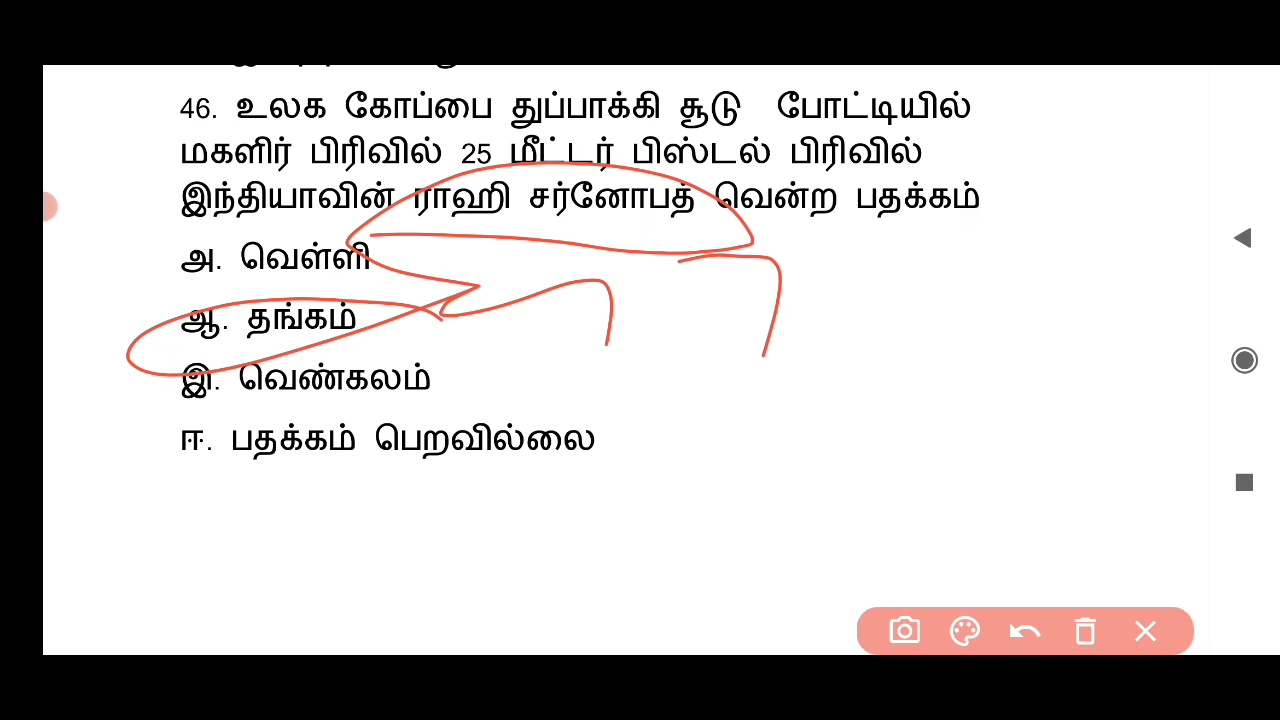 46. உலக கோப்பை துப்பாக்கி சூடு போட்டியில்
மகளிர் பிரிவில் 25 மீட்டர் பிஸ்டல் பிரிவில்
இந்தியாவின் ராஹி சர்னோபத் வென்ற பதக்கம்
அ. வெள்ளி
ஆ. தங்கம்
இ. வெண்கலம்
ஈ. பதக்கம் பெறவில்லை